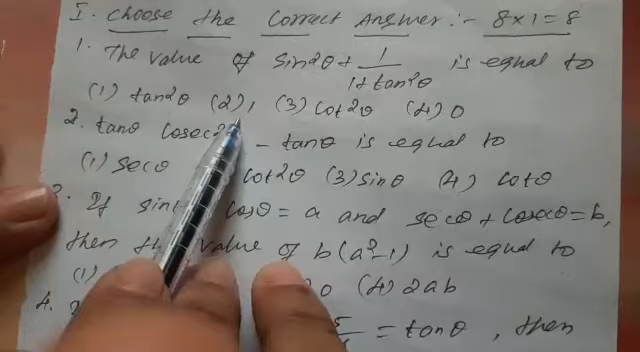 I. Choose the Correct Answer:- 8×1=8
1. The value of sin²θ + 1/(1+tan²θ) is equal to
(1) tan²θ (2) 1 (3) cot²θ (4) 0
2. tanθ cosec²  - tanθ is equal to
(1) secθ cot²θ (3) sinθ (4) cotθ
If sin cosθ = a and secθ + cosecθ = b,
then the value of b(a²-1) is equal to
(1) (4) 2ab
4. = tanθ, then